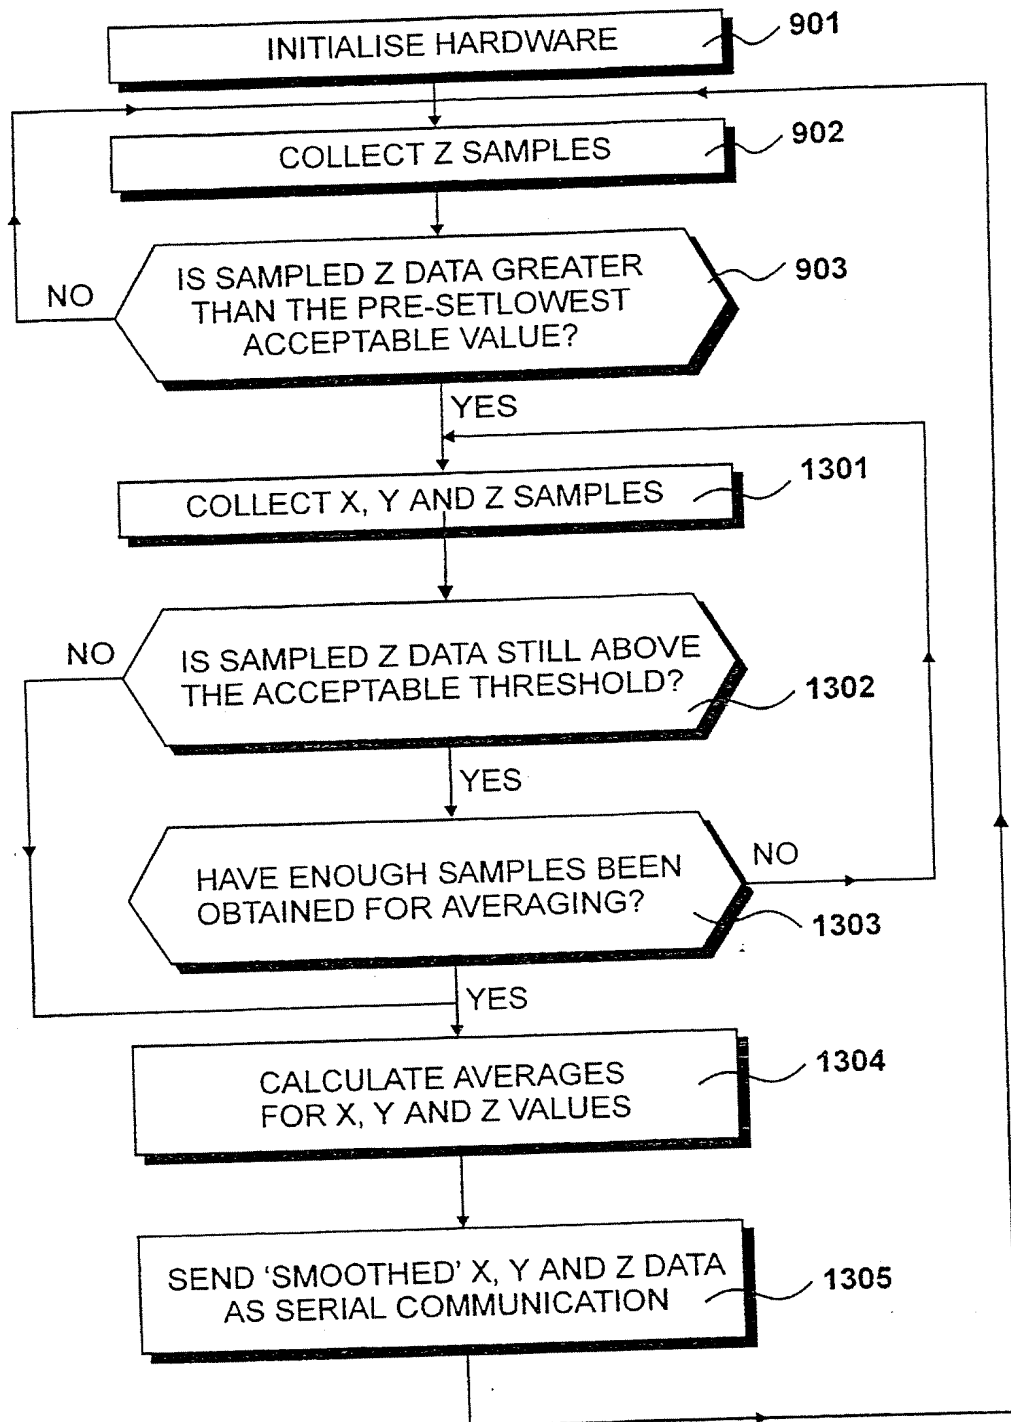 INITIALISE HARDWARE
901
COLLECT Z SAMPLES
902
IS SAMPLED Z DATA GREATER
THAN THE PRE-SETLOWEST
ACCEPTABLE VALUE?
903
NO
YES
COLLECT X, Y AND Z SAMPLES
1301
NO
IS SAMPLED Z DATA STILL ABOVE
THE ACCEPTABLE THRESHOLD?
1302
YES
HAVE ENOUGH SAMPLES BEEN
OBTAINED FOR AVERAGING?
NO
1303
YES
CALCULATE AVERAGES
FOR X, Y AND Z VALUES
1304
SEND ‘SMOOTHED’ X, Y AND Z DATA
AS SERIAL COMMUNICATION
1305